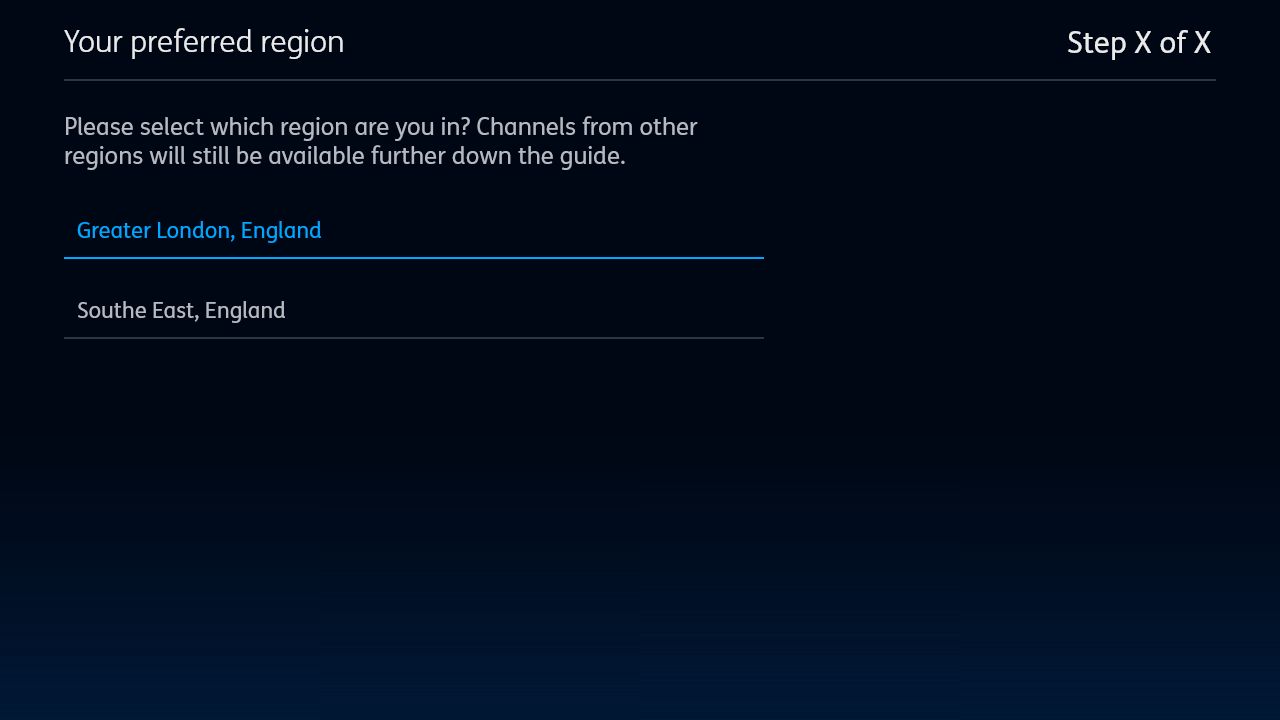 Your preferred region
Step X of X
Please select which region are you in? Channels from other
regions will still be available further down the guide.
Greater London, England
Southe East, England